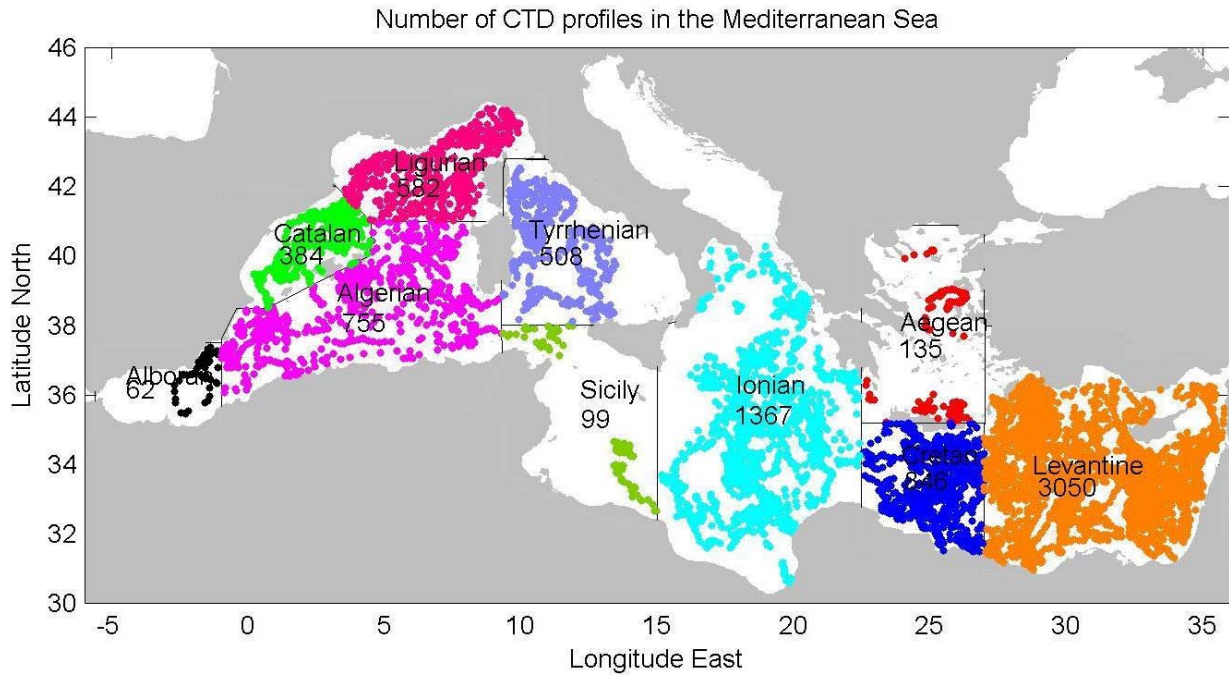 Number of CTD profiles in the Mediterranean Sea
46
44
42
40
38
36
34
32
30
Latitude North
Ligurian
582
Catalan
384
Tyrrhenian
508
Algerian
755
Alboran
62
Sicily
99
Ionian
1367
Aegean
135
Cretan
846
Levantine
3050
-5 0 5 10 15 20 25 30 35
Longitude East